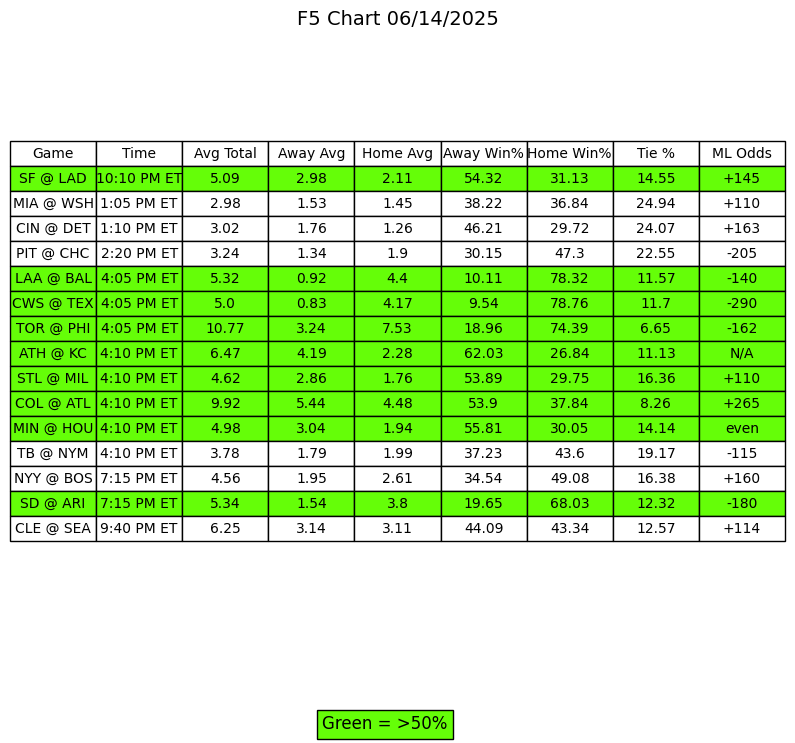 F5 Chart 06/14/2025
Game Time Avg Total Away Avg Home Avg Away Win% Home Win% Tie % ML Odds
SF @ LAD 10:10 PM ET 5.09 2.98 2.11 54.32 31.13 14.55 +145
MIA @ WSH 1:05 PM ET 2.98 1.53 1.45 38.22 36.84 24.94 +110
CIN @ DET 1:10 PM ET 3.02 1.76 1.26 46.21 29.72 24.07 +163
PIT @ CHC 2:20 PM ET 3.24 1.34 1.9 30.15 47.3 22.55 -205
LAA @ BAL 4:05 PM ET 5.32 0.92 4.4 10.11 78.32 11.57 -140
CWS @ TEX 4:05 PM ET 5.0 0.83 4.17 9.54 78.76 11.7 -290
TOR @ PHI 4:05 PM ET 10.77 3.24 7.53 18.96 74.39 6.65 -162
ATH @ KC 4:10 PM ET 6.47 4.19 2.28 62.03 26.84 11.13 N/A
STL @ MIL 4:10 PM ET 4.62 2.86 1.76 53.89 29.75 16.36 +110
COL @ ATL 4:10 PM ET 9.92 5.44 4.48 53.9 37.84 8.26 +265
MIN @ HOU 4:10 PM ET 4.98 3.04 1.94 55.81 30.05 14.14 even
TB @ NYM 4:10 PM ET 3.78 1.79 1.99 37.23 43.6 19.17 -115
NYY @ BOS 7:15 PM ET 4.56 1.95 2.61 34.54 49.08 16.38 +160
SD @ ARI 7:15 PM ET 5.34 1.54 3.8 19.65 68.03 12.32 -180
CLE @ SEA 9:40 PM ET 6.25 3.14 3.11 44.09 43.34 12.57 +114
Green = >50%